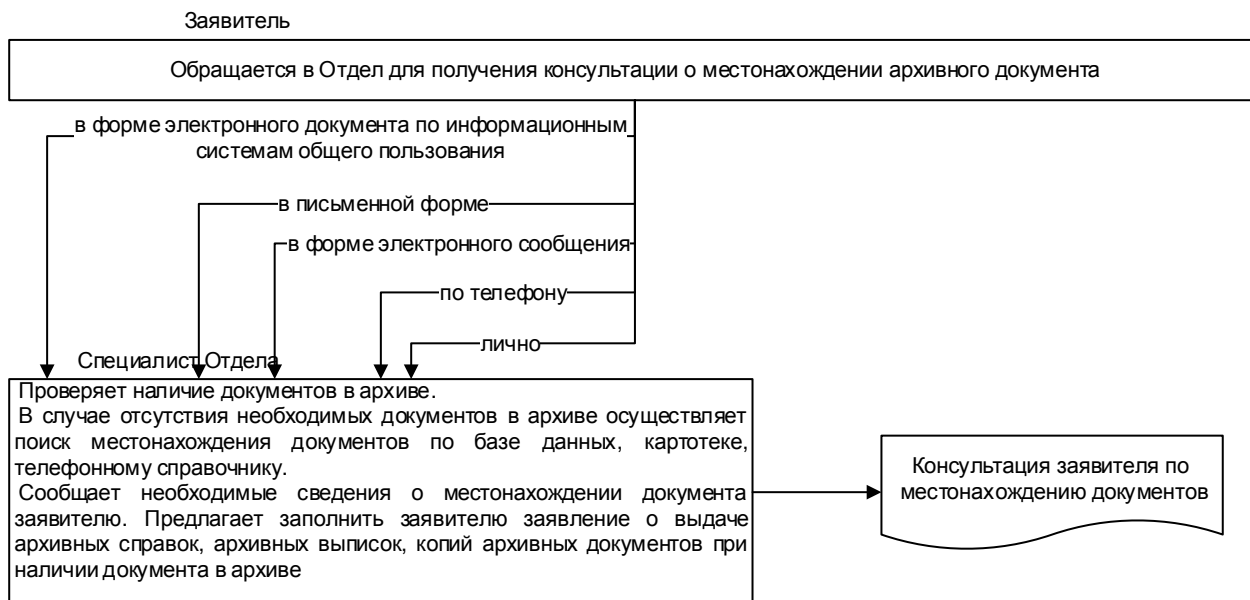 Заявитель
Обращается в Отдел для получения консультации о местонахождении архивного документа
в форме электронного документа по информационным
системам общего пользования
в письменной форме
в форме электронного сообщения
по телефону
лично
Специалист Отдела
Проверяет наличие документов в архиве.
В случае отсутствия необходимых документов в архиве осуществляет
поиск местонахождения документов по базе данных, картотеке,
телефонному справочнику.
Сообщает необходимые сведения о местонахождении документа
заявителю. Предлагает заполнить заявителю заявление о выдаче
архивных справок, архивных выписок, копий архивных документов при
наличии документа в архиве
Консультация заявителя по
местонахождению документов